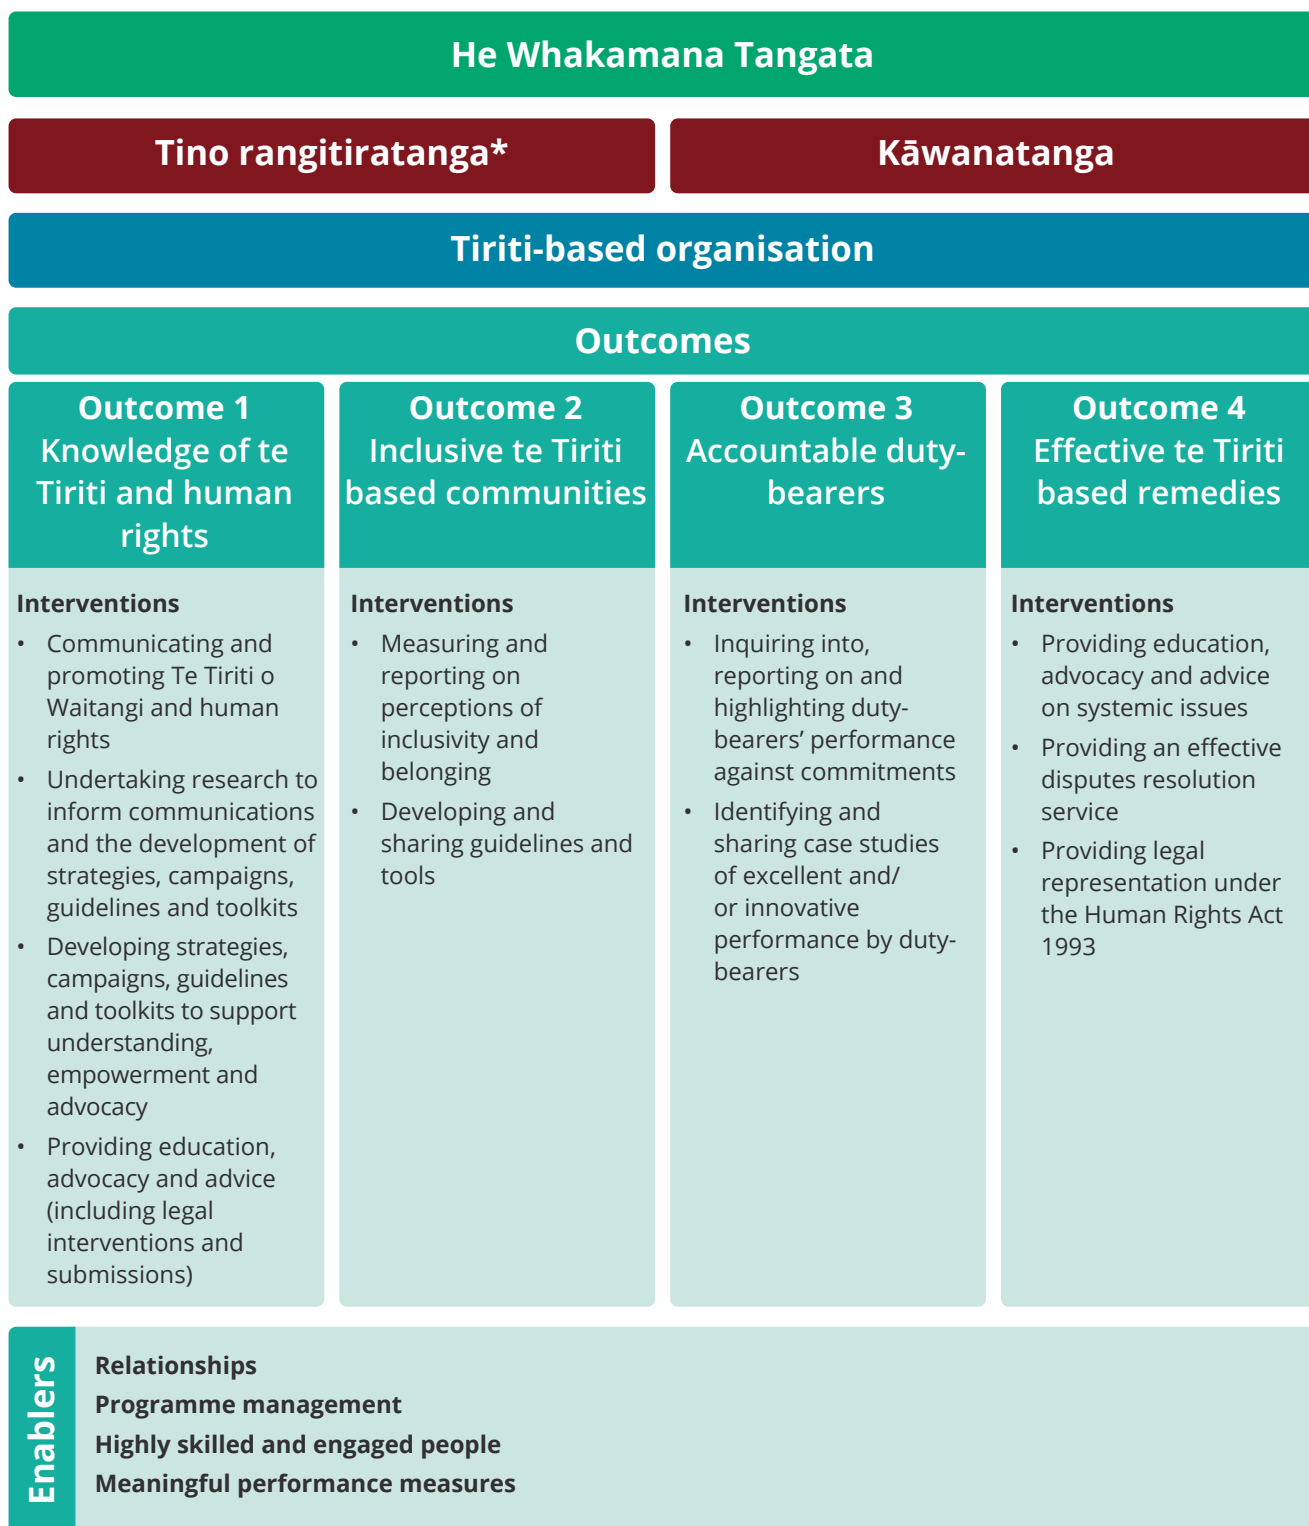 He Whakamana Tangata
Tino rangitiratanga*
Kāwanatanga
Tiriti-based organisation
Outcomes
Outcome 1
Knowledge of te
Tiriti and human
rights
Interventions
• Communicating and
promoting Te Tiriti o
Waitangi and human
rights
• Undertaking research to
inform communications
and the development of
strategies, campaigns,
guidelines and toolkits
• Developing strategies,
campaigns, guidelines
and toolkits to support
understanding,
empowerment and
advocacy
• Providing education,
advocacy and advice
(including legal
interventions and
submissions)
Outcome 2
Inclusive te Tiriti
based communities
Interventions
• Measuring and
reporting on
perceptions of
inclusivity and
belonging
• Developing and
sharing guidelines and
tools
Outcome 3
Accountable duty-
bearers
Interventions
• Inquiring into,
reporting on and
highlighting duty-
bearers’ performance
against commitments
• Identifying and
sharing case studies
of excellent and/
or innovative
performance by duty-
bearers
Outcome 4
Effective te Tiriti
based remedies
Interventions
• Providing education,
advocacy and advice
on systemic issues
• Providing an effective
disputes resolution
service
• Providing legal
representation under
the Human Rights Act
1993
Enablers
Relationships
Programme management
Highly skilled and engaged people
Meaningful performance measures